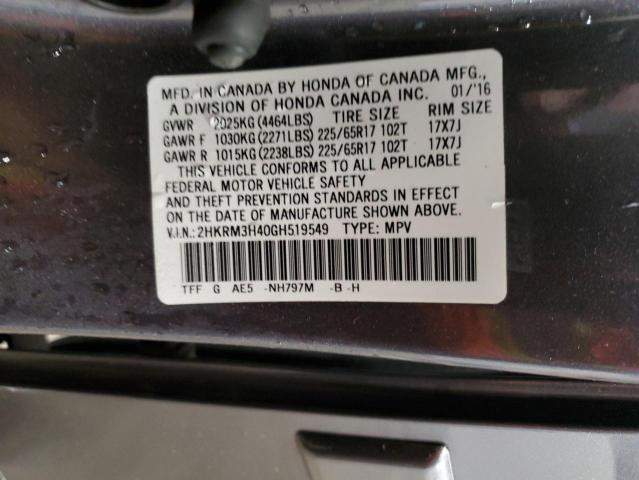 MFD. IN CANADA BY HONDA OF CANADA MFG.,
A DIVISION OF HONDA CANADA INC. 01/'16
GVWR 2025KG(4464LBS) TIRE SIZE RIM SIZE
GAWR F 1030KG(2271LBS) 225/65R17 102T 17X7J
GAWR R 1015KG(2238LBS) 225/65R17 102T 17X7J
THIS VEHICLE CONFORMS TO ALL APPLICABLE
FEDERAL MOTOR VEHICLE SAFETY
AND THEFT PREVENTION STANDARDS IN EFFECT
ON THE DATE OF MANUFACTURE SHOWN ABOVE.
V.I.N.: 2HKRM3H40GH519549 TYPE: MPV
TFF G AE5 -NH797M -B -H